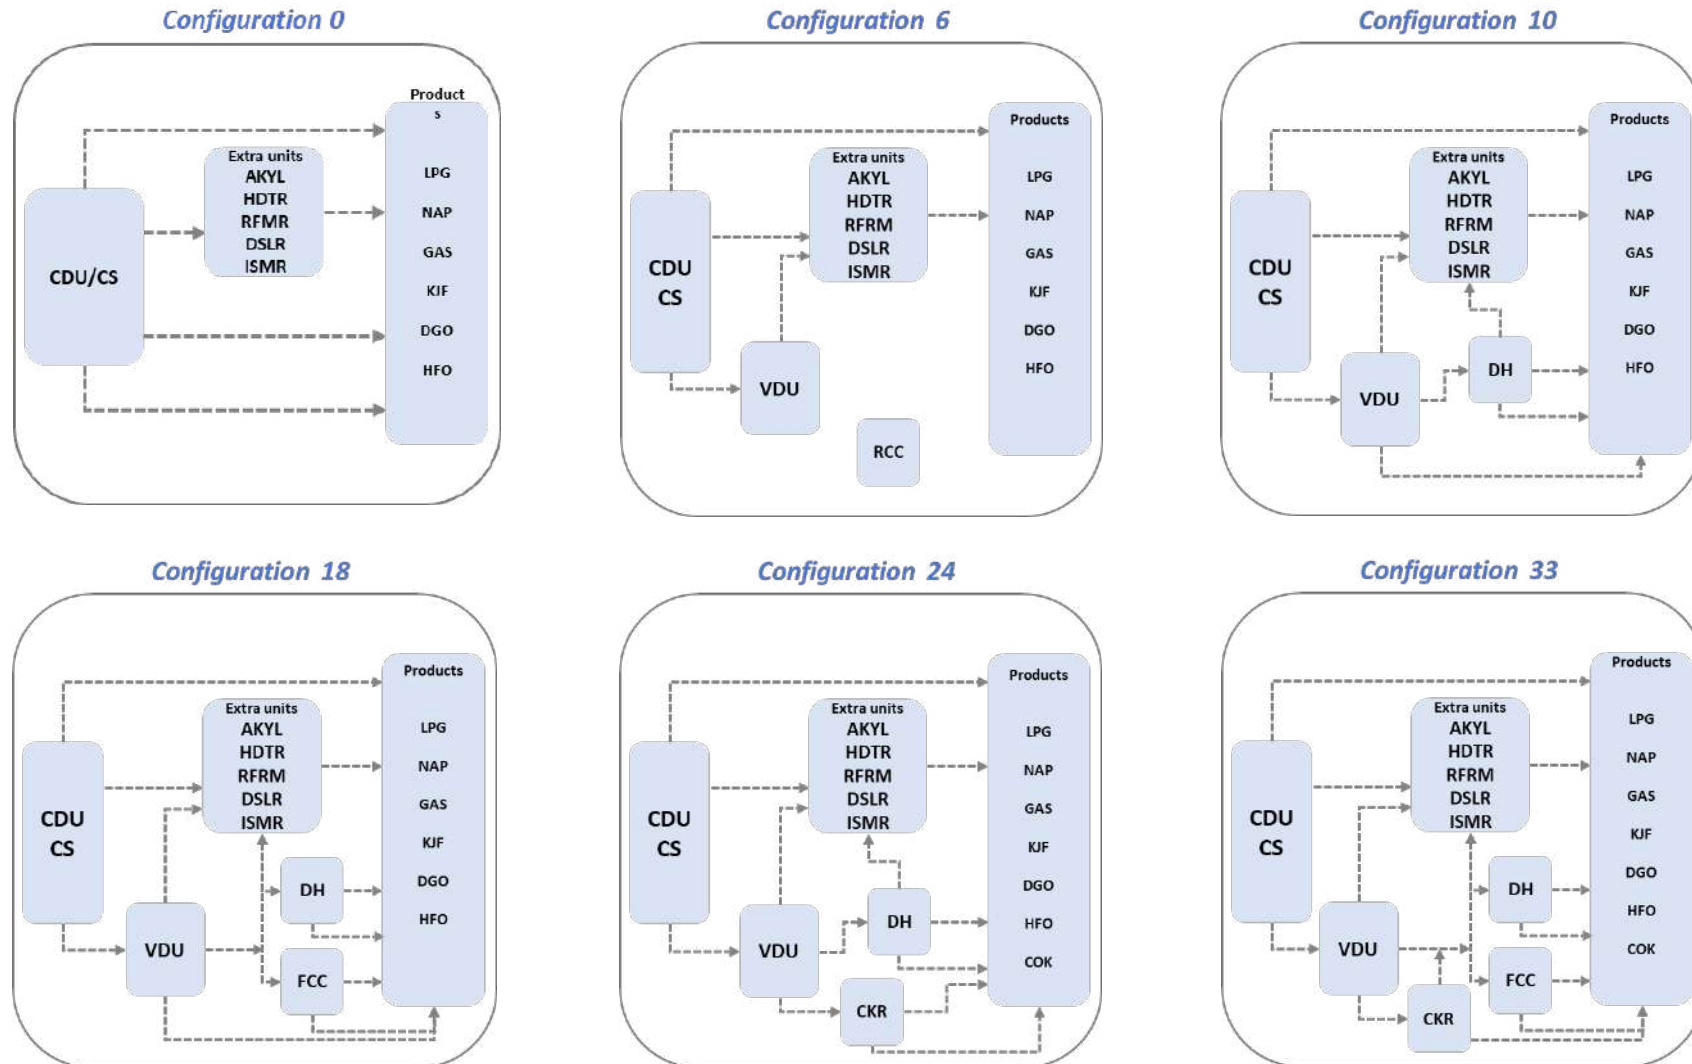 Configuration 0
Products
s
LPG
NAP
GAS
KJF
DGO
HFO
Extra units
AKYL
HDTR
RFMR
DSLR
ISMR
CDU/CS
Configuration 6
Products
LPG
NAP
GAS
KJF
DGO
HFO
Extra units
AKYL
HDTR
RFRM
DSLR
ISMR
CDU
CS
VDU
RCC
Configuration 10
Products
LPG
NAP
GAS
KJF
DGO
HFO
Extra units
AKYL
HDTR
RFRM
DSLR
ISMR
CDU
CS
VDU
DH
Configuration 18
Products
LPG
NAP
GAS
KJF
DGO
HFO
Extra units
AKYL
HDTR
RFRM
DSLR
ISMR
CDU
CS
VDU
DH
FCC
Configuration 24
Products
LPG
NAP
GAS
KJF
DGO
HFO
COK
Extra units
AKYL
HDTR
RFRM
DSLR
ISMR
CDU
CS
VDU
DH
CKR
Configuration 33
Products
LPG
NAP
GAS
KJF
DGO
HFO
COK
Extra units
AKYL
HDTR
RFRM
DSLR
ISMR
CDU
CS
VDU
DH
FCC
CKR